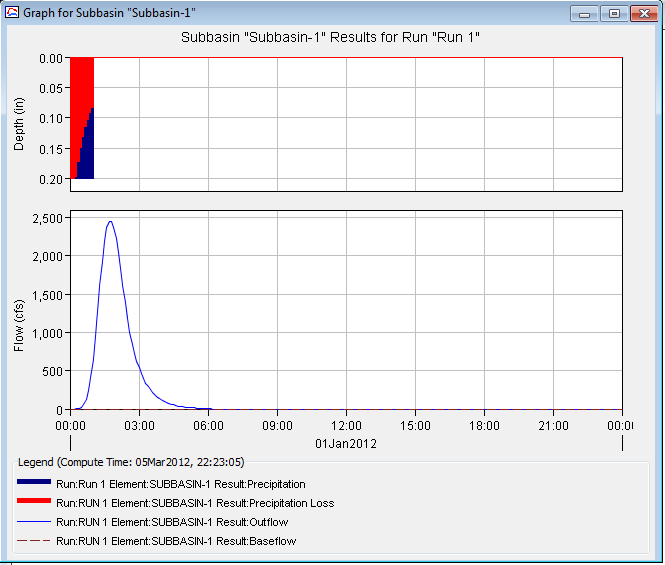 Graph for Subbasin "Subbasin-1"
Subbasin "Subbasin-1" Results for Run "Run 1"
Depth (in)
0.00
0.05
0.10
0.15
0.20
Flow (cfs)
2,500
2,000
1,500
1,000
500
0
00:00 03:00 06:00 09:00 12:00 15:00 18:00 21:00 00:0
01Jan2012
Legend (Compute Time: 05Mar2012, 22:23:05)
Run:Run 1 Element:SUBBASIN-1 Result:Precipitation
Run:RUN 1 Element:SUBBASIN-1 Result:Precipitation Loss
Run:RUN 1 Element:SUBBASIN-1 Result:Outflow
Run:RUN 1 Element:SUBBASIN-1 Result:Baseflow